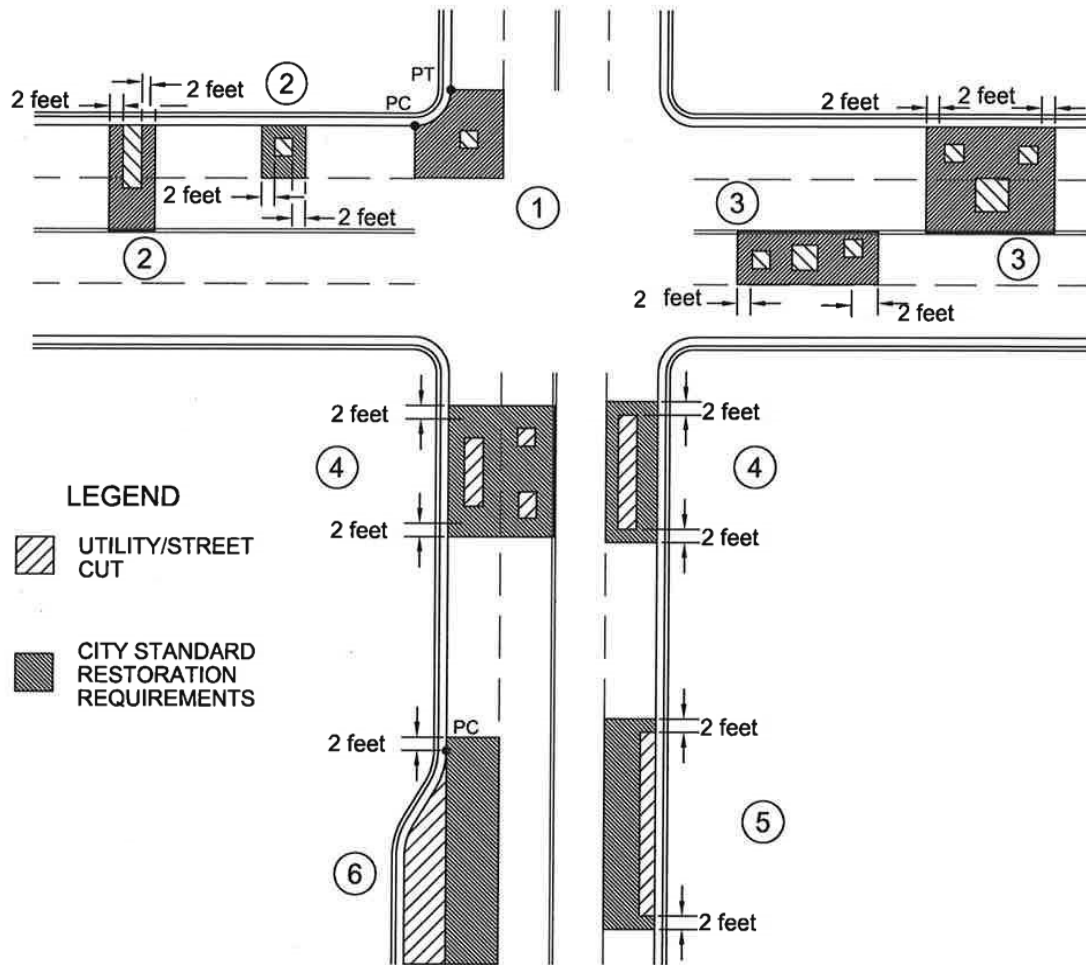 PT
2 feet
2 feet
2
PC
2 feet
2 feet
2 feet
2 feet
1
3
2
3
2 feet
2 feet
2 feet
4
2 feet
2 feet
4
2 feet
LEGEND
UTILITY/STREET
CUT
CITY STANDARD
RESTORATION
REQUIREMENTS
PC
2 feet
2 feet
5
6
2 feet